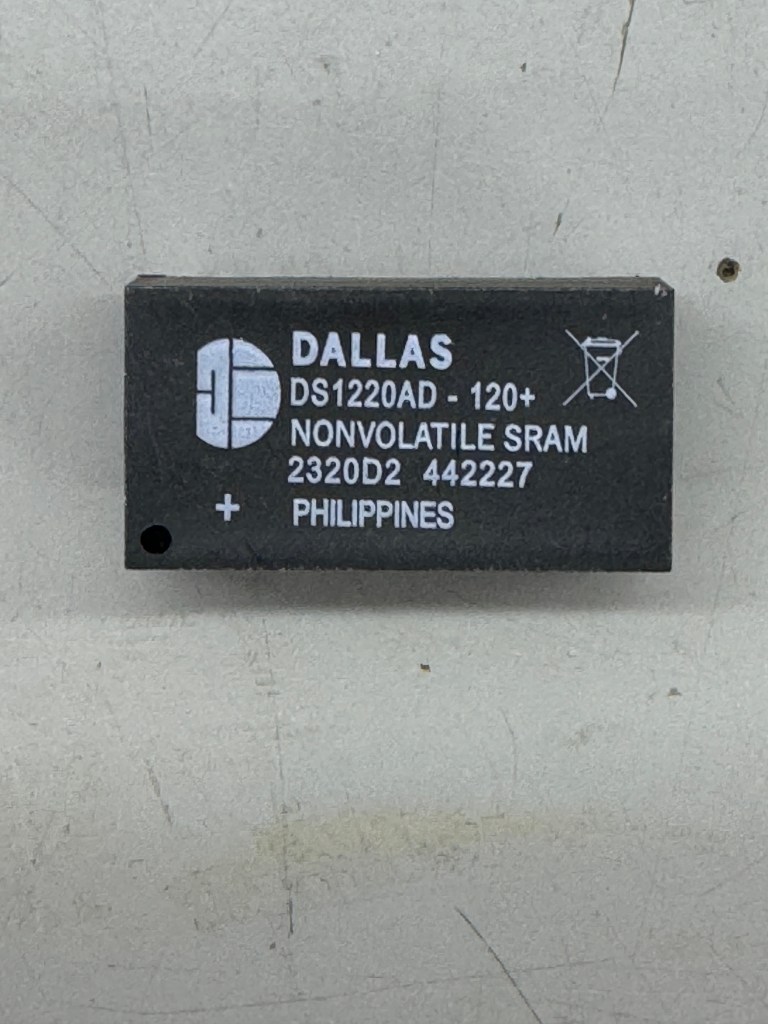 DALLAS
DS1220AD - 120+
NONVOLATILE SRAM
2320D2 442227
+ PHILIPPINES